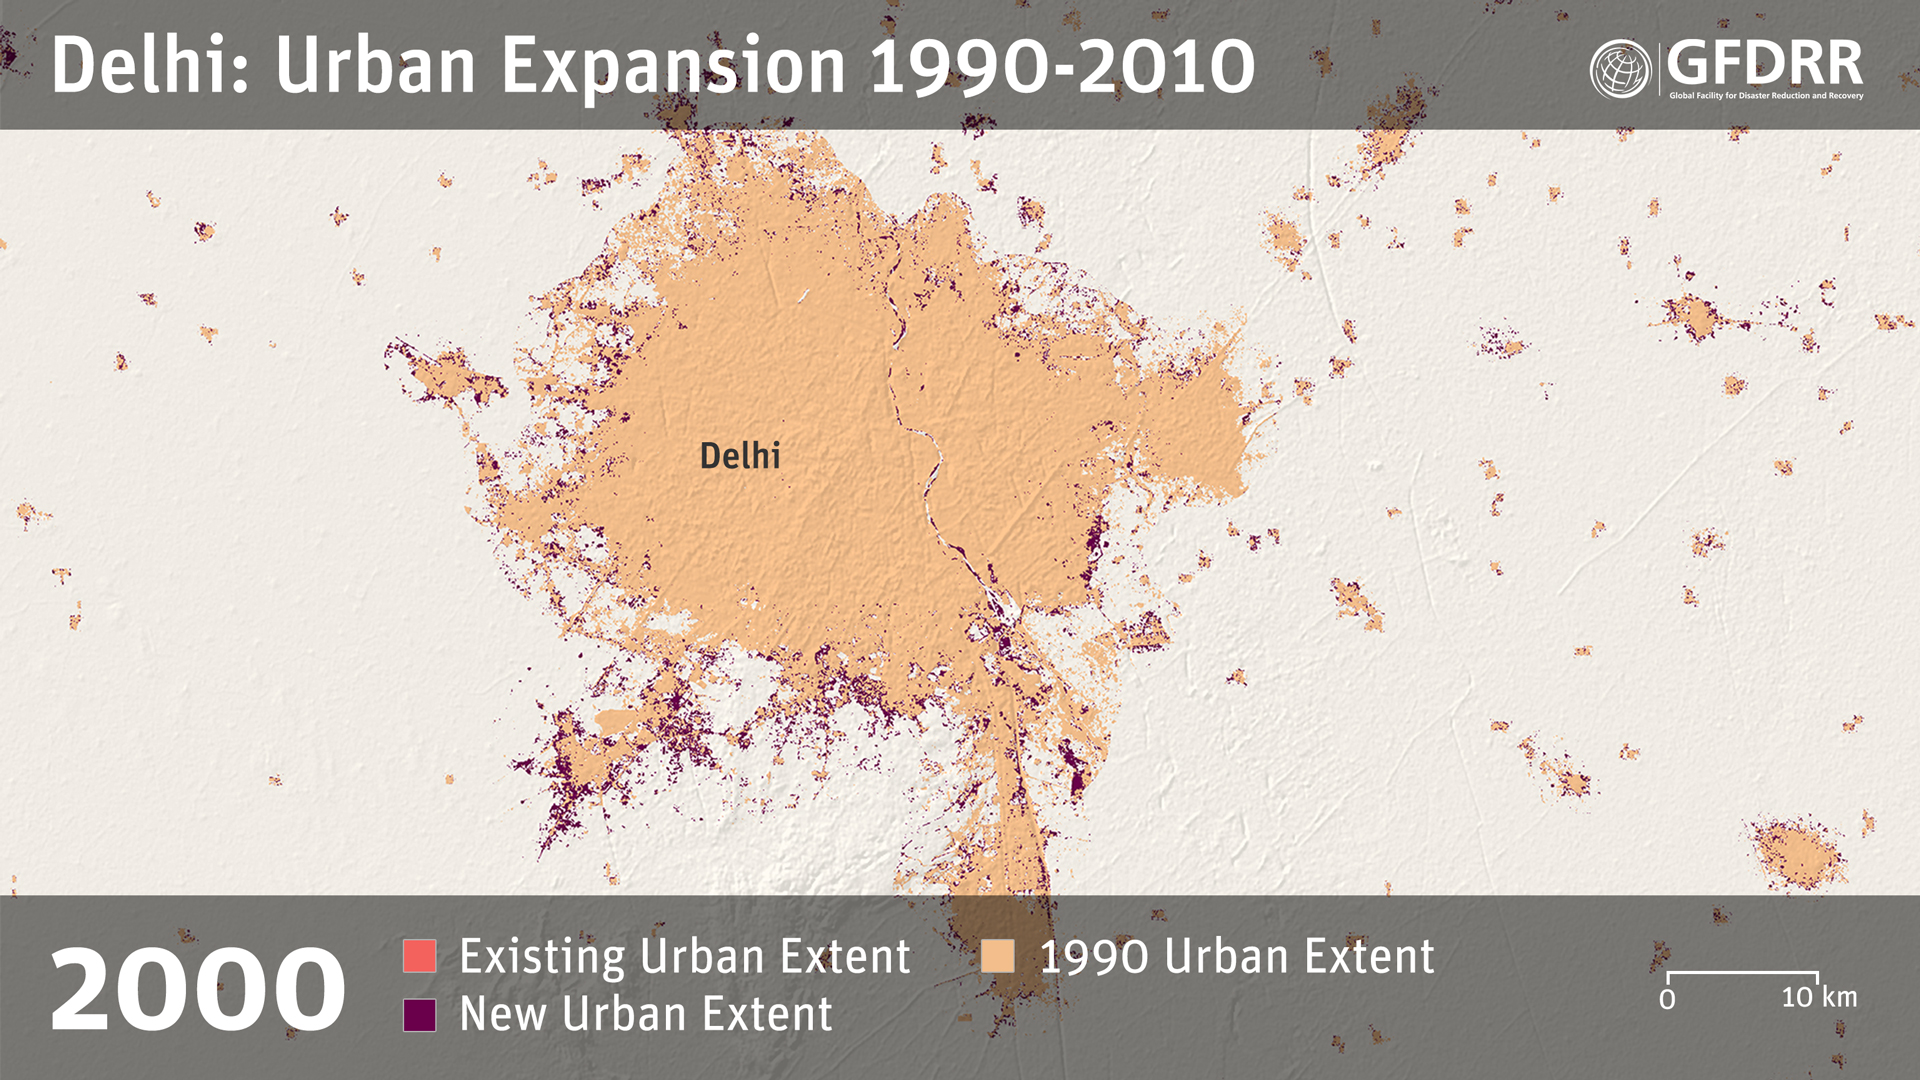 Delhi: Urban Expansion 1990-2010
GFDRR
Global Facility for Disaster Reduction and Recovery
Delhi
2000
Existing Urban Extent
1990 Urban Extent
New Urban Extent
0
10 km